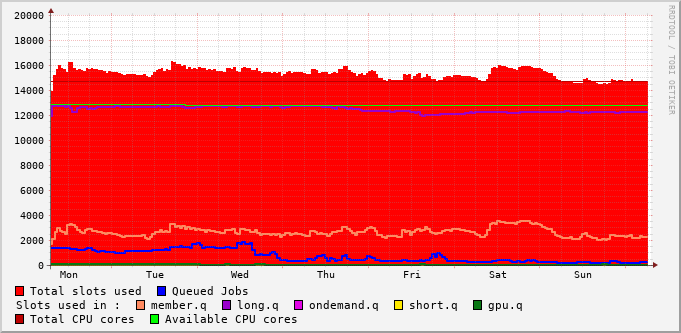 RRDTOOL / TOBI OETIKER
20000
18000
16000
14000
12000
10000
8000
6000
4000
2000
0
Mon Tue Wed Thu Fri Sat Sun
Total slots used Queued Jobs
Slots used in : member.q long.q ondemand.q short.q gpu.q
Total CPU cores Available CPU cores